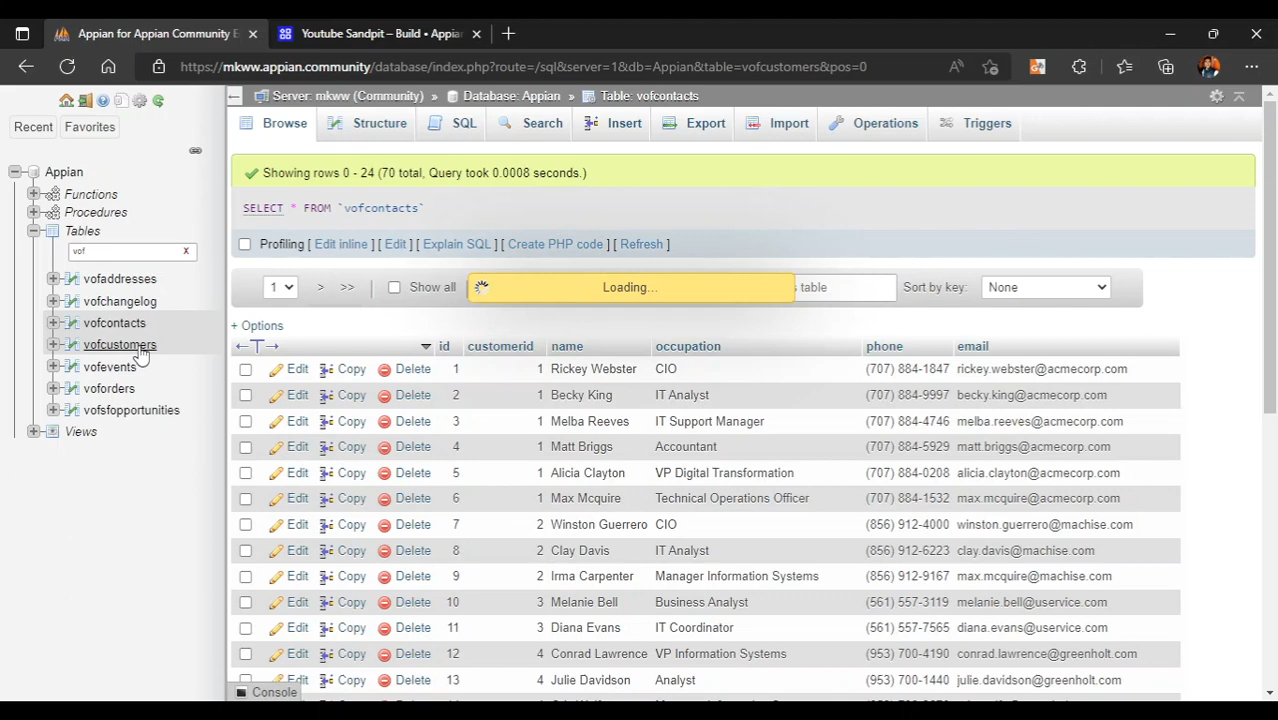 Appian for Appian Community E
Youtube Sandpit – Build • Appian
https://mkww.appian.community/database/index.php?route=/sql&server=1&db=Appian&table=vofcustomers&pos=0
Recent Favorites
Appian
Functions
Procedures
Tables
vof X
vofaddresses
vofchangelog
vofcontacts
vofcustomers
vofevents
voforders
vofsfopportunities
Views
Server: mkww (Community) » Database: Appian » Table: vofcontacts
Browse Structure SQL Search Insert Export Import Operations Triggers
Showing rows 0 - 24 (70 total, Query took 0.0008 seconds.)
SELECT * FROM `vofcontacts`
Profiling [ Edit inline ] [ Edit ] [ Explain SQL ] [ Create PHP code ] [ Refresh ]
1 > >> Show all Loading... s table Sort by key: None
+ Options
←T→ id customerid name occupation phone email
Edit Copy Delete 1 1 Rickey Webster CIO (707) 884-1847 rickey.webster@acmecorp.com
Edit Copy Delete 2 1 Becky King IT Analyst (707) 884-9997 becky.king@acmecorp.com
Edit Copy Delete 3 1 Melba Reeves IT Support Manager (707) 884-4746 melba.reeves@acmecorp.com
Edit Copy Delete 4 1 Matt Briggs Accountant (707) 884-5929 matt.briggs@acmecorp.com
Edit Copy Delete 5 1 Alicia Clayton VP Digital Transformation (707) 884-0208 alicia.clayton@acmecorp.com
Edit Copy Delete 6 1 Max Mcquire Technical Operations Officer (707) 884-1532 max.mcquire@acmecorp.com
Edit Copy Delete 7 2 Winston Guerrero CIO (856) 912-4000 winston.guerrero@machise.com
Edit Copy Delete 8 2 Clay Davis IT Analyst (856) 912-6223 clay.davis@machise.com
Edit Copy Delete 9 2 Irma Carpenter Manager Information Systems (856) 912-9167 max.mcquire@machise.com
Edit Copy Delete 10 3 Melanie Bell Business Analyst (561) 557-3119 melanie.bell@uservice.com
Edit Copy Delete 11 3 Diana Evans IT Coordinator (561) 557-7565 diana.evans@uservice.com
Edit Copy Delete 12 4 Conrad Lawrence VP Information Systems (953) 700-4190 conrad.lawrence@greenholt.com
Edit Copy Delete 13 4 Julie Davidson Analyst (953) 700-1440 julie.davidson@greenholt.com
Console